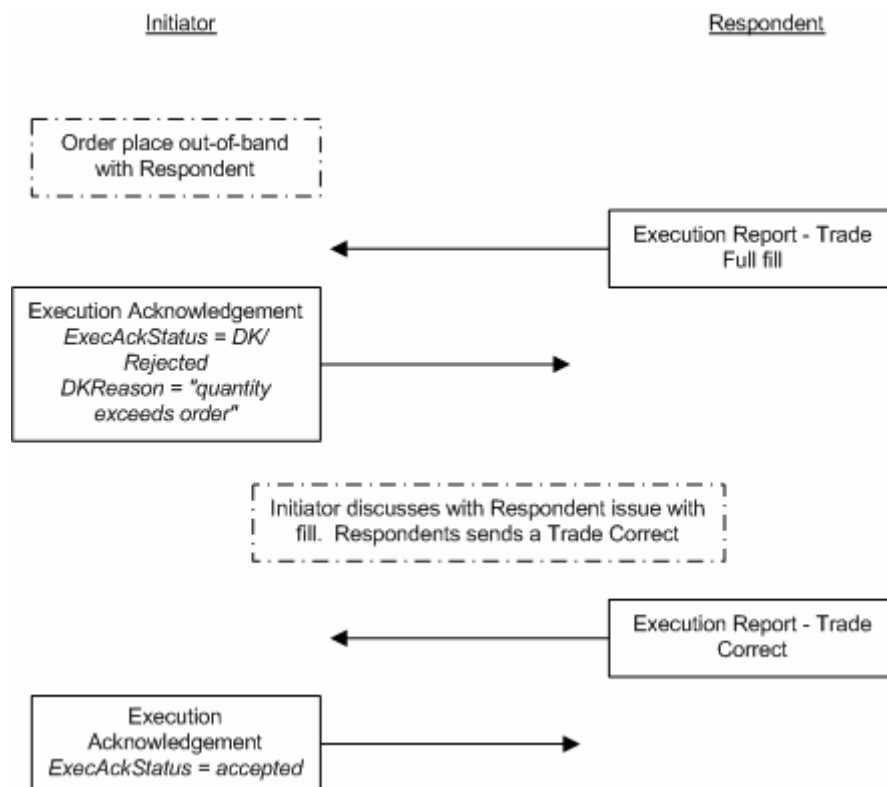 Initiator
Respondent
Order place out-of-band
with Respondent
Execution Report - Trade
Full fill
Execution Acknowledgement
ExecAckStatus = DK/
Rejected
DKReason = "quantity
exceeds order"
Initiator discusses with Respondent issue with
fill. Respondents sends a Trade Correct
Execution Report - Trade
Correct
Execution
Acknowledgement
ExecAckStatus = accepted